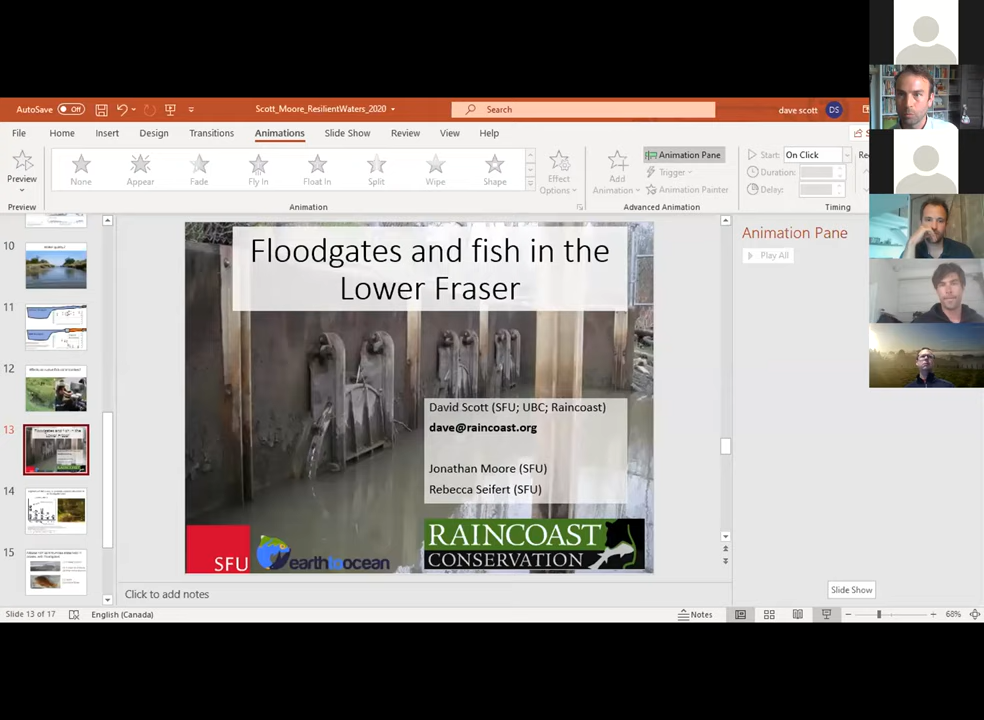 AutoSave Off
Scott_Moore_ResilientWaters_2020
Search
dave scott DS
File Home Insert Design Transitions Animations Slide Show Review View Help
Preview
None Appear Fade Fly In Float In Split Wipe Shape
Effect Options
Add Animation
Animation Pane
Trigger
Animation Painter
Start: On Click
Duration:
Delay:
Preview Animation Advanced Animation Timing
10
11
12
13
14
15
Floodgates and fish in the
Lower Fraser
David Scott (SFU; UBC; Raincoast)
dave@raincoast.org
Jonathan Moore (SFU)
Rebecca Seifert (SFU)
SFU
earthtoocean
RAINCOAST
CONSERVATION
Animation Pane
Play All
Slide Show
Click to add notes
Slide 13 of 17 English (Canada) Notes 68%